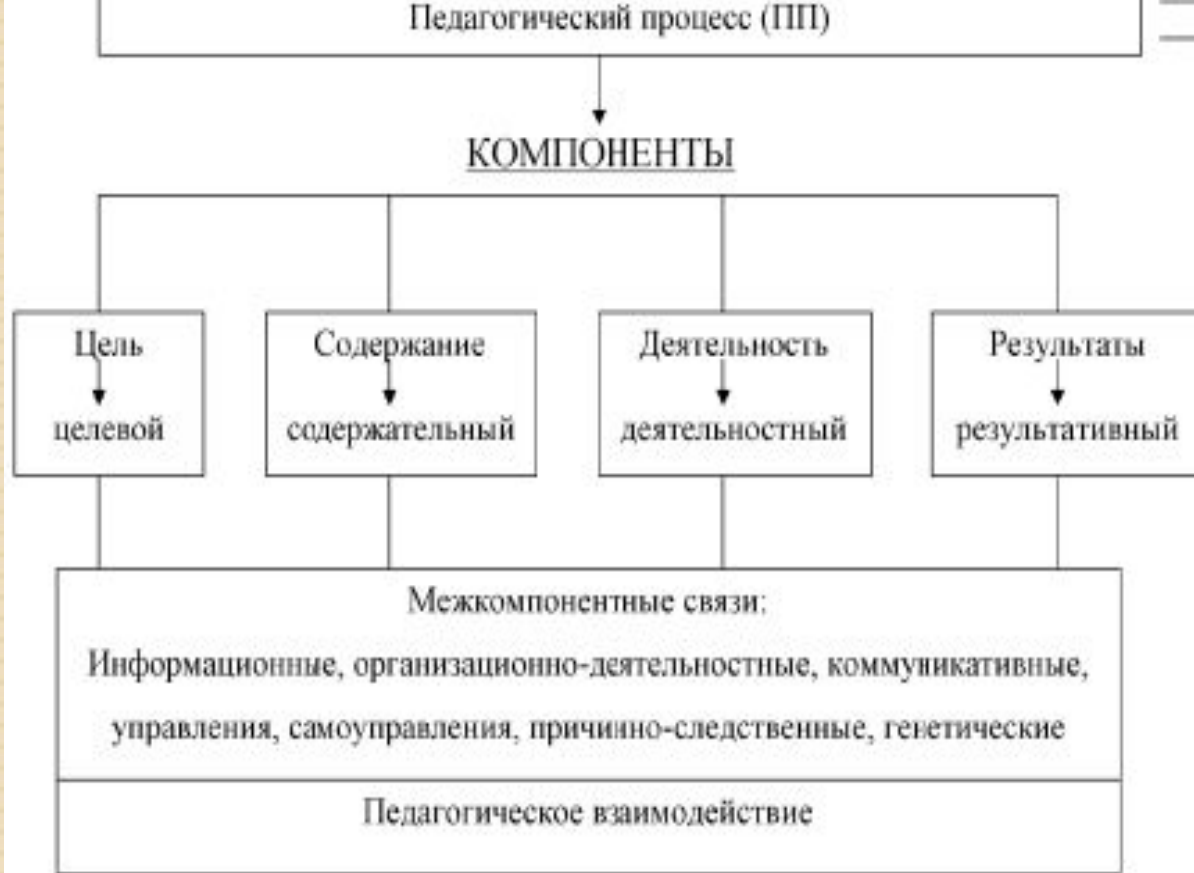 Педагогический процесс (ПП)
КОМПОНЕНТЫ
Цель
целевой
Содержание
содержательный
Деятельность
деятельностный
Результаты
результативный
Межкомпонентные связи:
Информационные, организационно-деятельностные, коммуникативные,
управления, самоуправления, причинно-следственные, генетические
Педагогическое взаимодействие